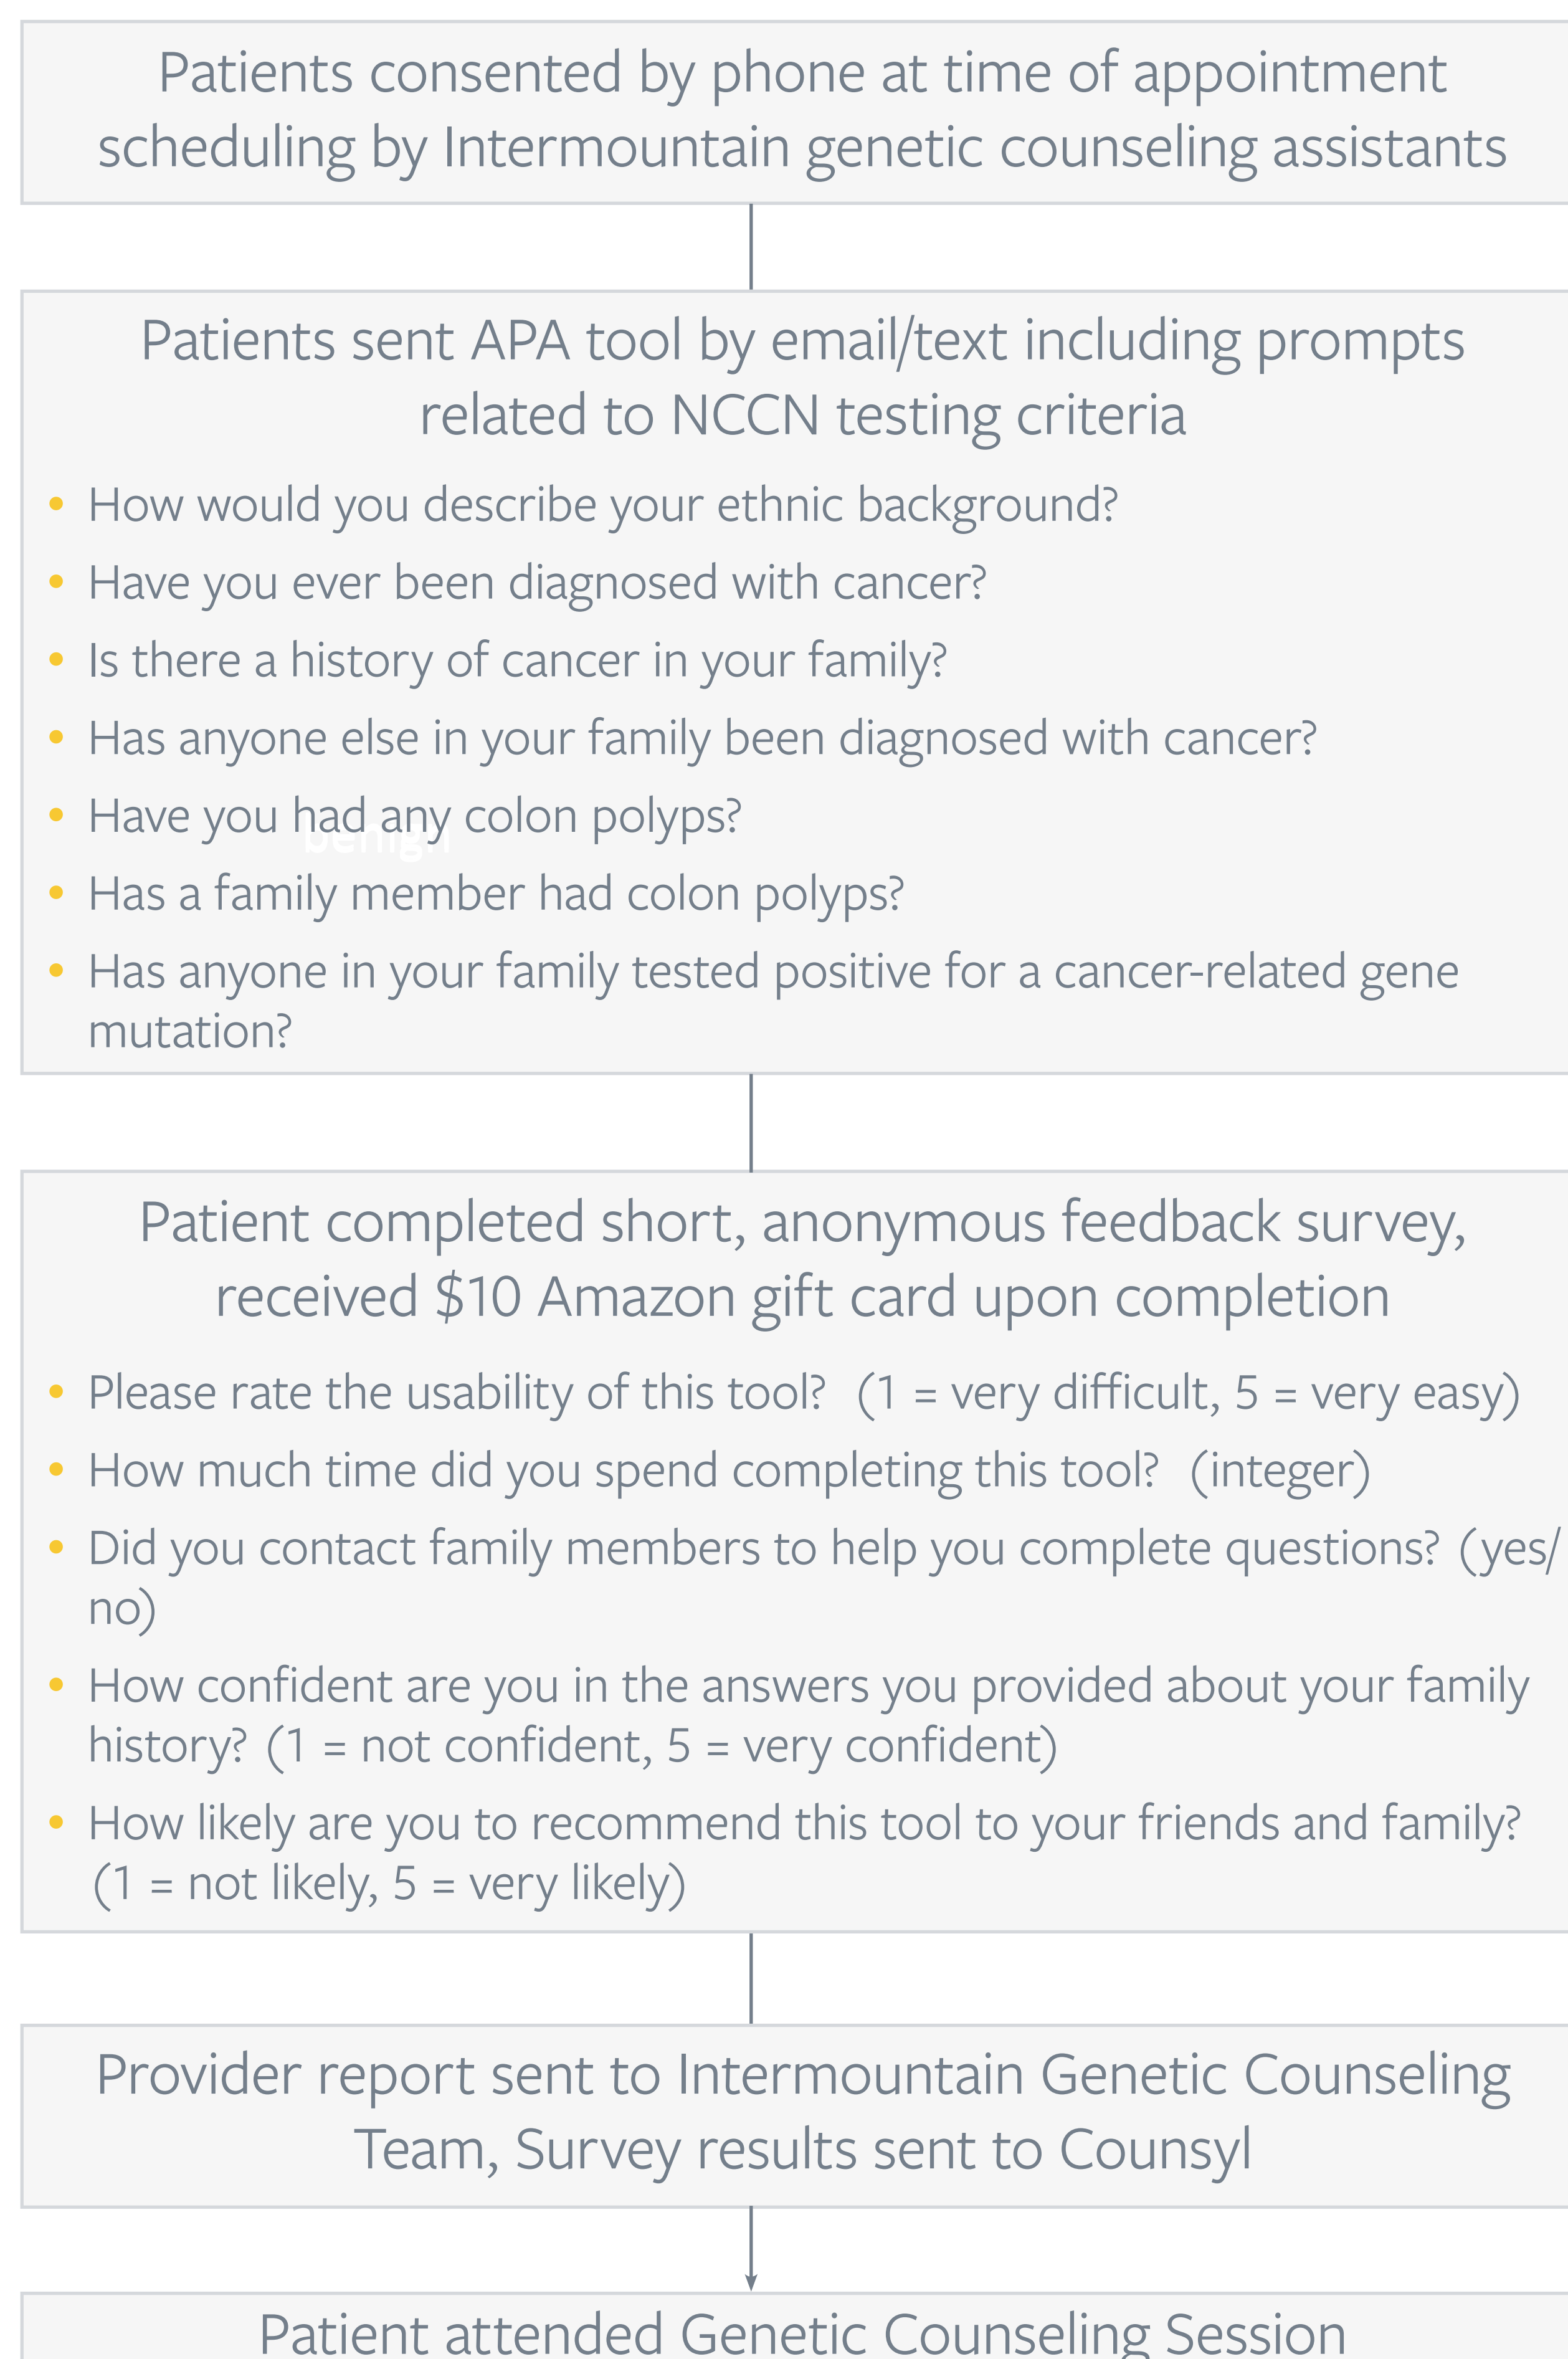 Patients consented by phone at time of appointment
scheduling by Intermountain genetic counseling assistants
Patients sent APA tool by email/text including prompts
related to NCCN testing criteria
• How would you describe your ethnic background?
• Have you ever been diagnosed with cancer?
• Is there a history of cancer in your family?
• Has anyone else in your family been diagnosed with cancer?
• Have you had any colon polyps?
benign
• Has a family member had colon polyps?
• Has anyone in your family tested positive for a cancer-related gene
mutation?
Patient completed short, anonymous feedback survey,
received $10 Amazon gift card upon completion
• Please rate the usability of this tool? (1 = very difficult, 5 = very easy)
• How much time did you spend completing this tool? (integer)
• Did you contact family members to help you complete questions? (yes/
no)
• How confident are you in the answers you provided about your family
history? (1 = not confident, 5 = very confident)
• How likely are you to recommend this tool to your friends and family?
(1 = not likely, 5 = very likely)
Provider report sent to Intermountain Genetic Counseling
Team, Survey results sent to Counsyl
Patient attended Genetic Counseling Session